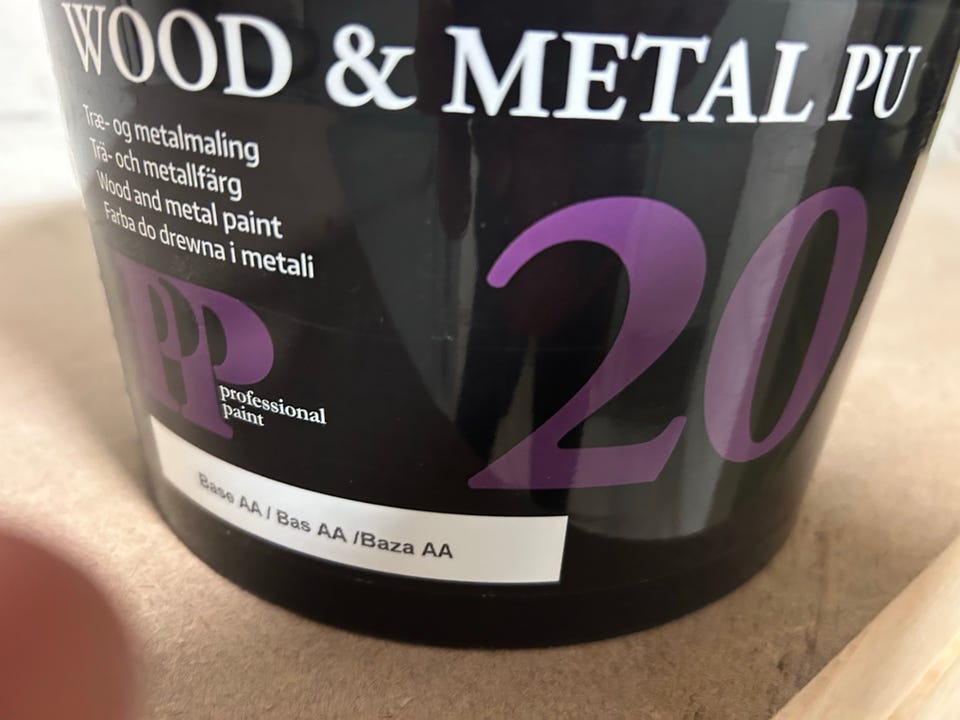 WOOD & METAL PU
Træ- og metalmaling
Trä- och metallfärg
Wood and metal paint
Farba do drewna i metali
20
PP
professional
paint
Base AA / Bas AA /Baza AA